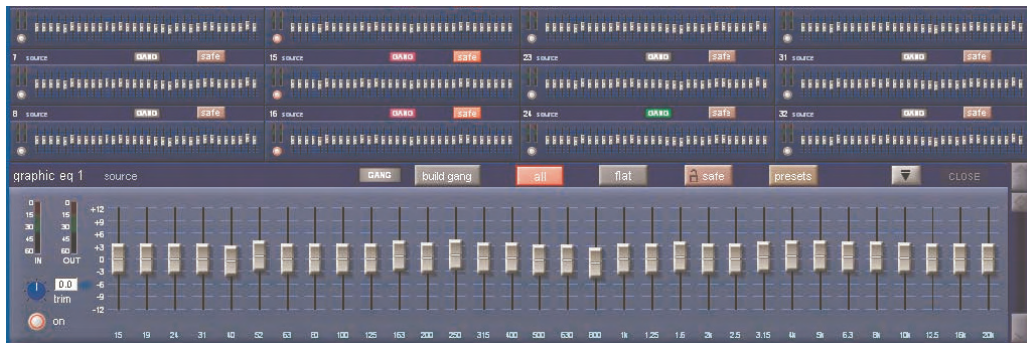 7 source GANG safe 15 source GANG safe 23 source GANG safe 31 source GANG safe
8 source GANG safe 16 source GANG safe 24 source GANG safe 32 source GANG safe
graphic eq 1 source GANG build gang all flat safe presets CLOSE
0 0 +12
15 15 +9
30 30 +6
45 45 +3
60 60 0
IN OUT -3
0.0 -6
trim -9
-12
on
15 19 24 31 40 52 63 80 100 125 163 200 250 315 400 500 630 800 1k 1.25 1.6 2k 2.5 3.15 4k 5k 6.3 8k 10k 12.5 16k 20k